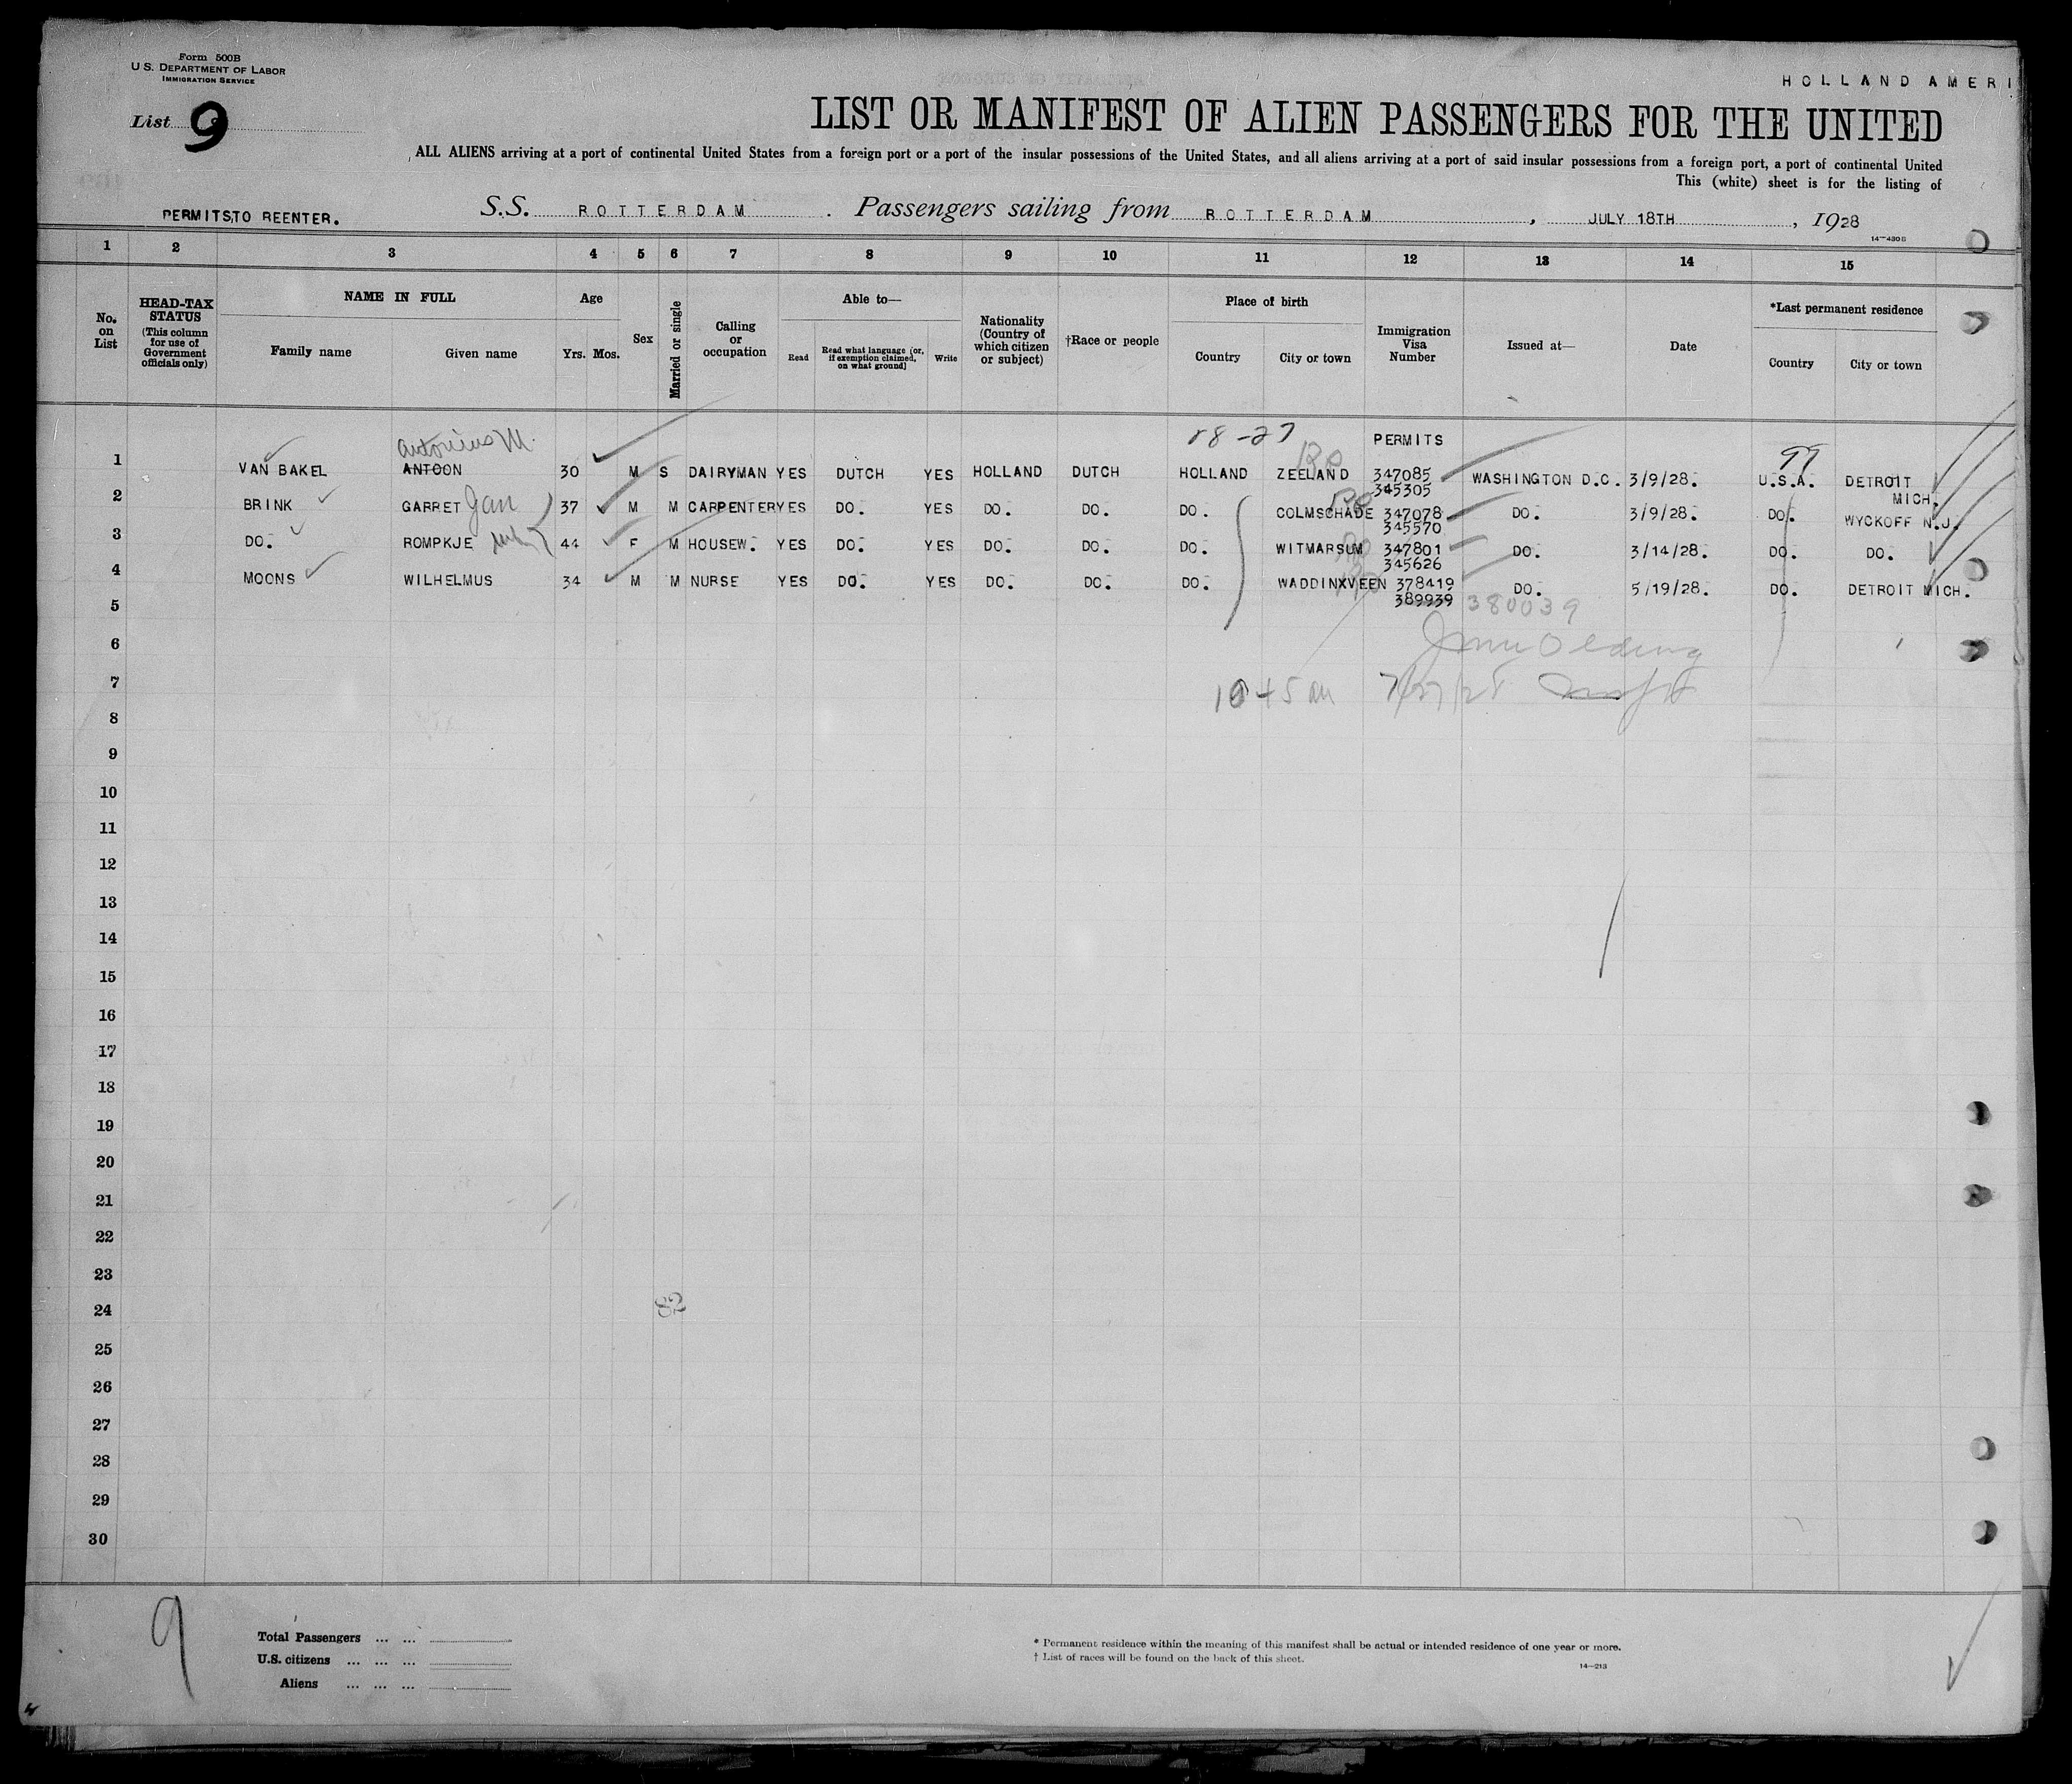 Form 500B
U.S. DEPARTMENT OF LABOR
IMMIGRATION SERVICE
HOLLAND AMERI
List 9
LIST OR MANIFEST OF ALIEN PASSENGERS FOR THE UNITED
ALL ALIENS arriving at a port of continental United States from a foreign port or a port of the insular possessions of the United States, and all aliens arriving at a port of said insular possessions from a foreign port, a port of continental United
This (white) sheet is for the listing of
PERMITS,TO REENTER. S.S. ROTTERDAM. Passengers sailing from ROTTERDAM, JULY 18TH, 1928
14-430B
1 2 3 4 5 6 7 8 9 10 11 12 13 14 15
No. on List
HEAD-TAX STATUS (This column for use of Government officials only)
NAME IN FULL Family name Given name
Age Yrs. Mos.
Sex
Married or single
Calling or occupation
Able to— Read Read what language [or, if exemption claimed, on what ground] Write
Nationality (Country of which citizen or subject)
†Race or people
Place of birth Country City or town
Immigration Visa Number
Issued at—
Date
*Last permanent residence Country City or town
Antonius M. PERMITS 99
1 VAN BAKEL ANTOON 30 M S DAIRYMAN YES DUTCH YES HOLLAND DUTCH HOLLAND ZEELAND 347085 WASHINGTON D.C. 3/9/28. U.S.A. DETROIT
345305 MICH.
2 BRINK GARRET Jan 37 M M CARPENTER YES DO. YES DO. DO. DO. COLMSCHADE 347078 DO. 3/9/28. DO. WYCKOFF N.J.
345570
3 DO. ROMPKJE wife 44 F M HOUSEW. YES DO. YES DO. DO. DO. WITMARSUM 347801 DO. 3/14/28. DO. DO.
345626
4 MOONS WILHELMUS 34 M M NURSE YES DO. YES DO. DO. DO. WADDINXVEEN 378419 DO. 5/19/28. DO. DETROIT MICH.
389939 380039
5
6
7
8
9
10
11
12
13
14
15
16
17
18
19
20
21
22
23
24 82
25
26
27
28
29
30
9
Total Passengers ... ...
U.S. citizens ... ... ...
Aliens ... ... ...
* Permanent residence within the meaning of this manifest shall be actual or intended residence of one year or more.
† List of races will be found on the back of this sheet.
14-213